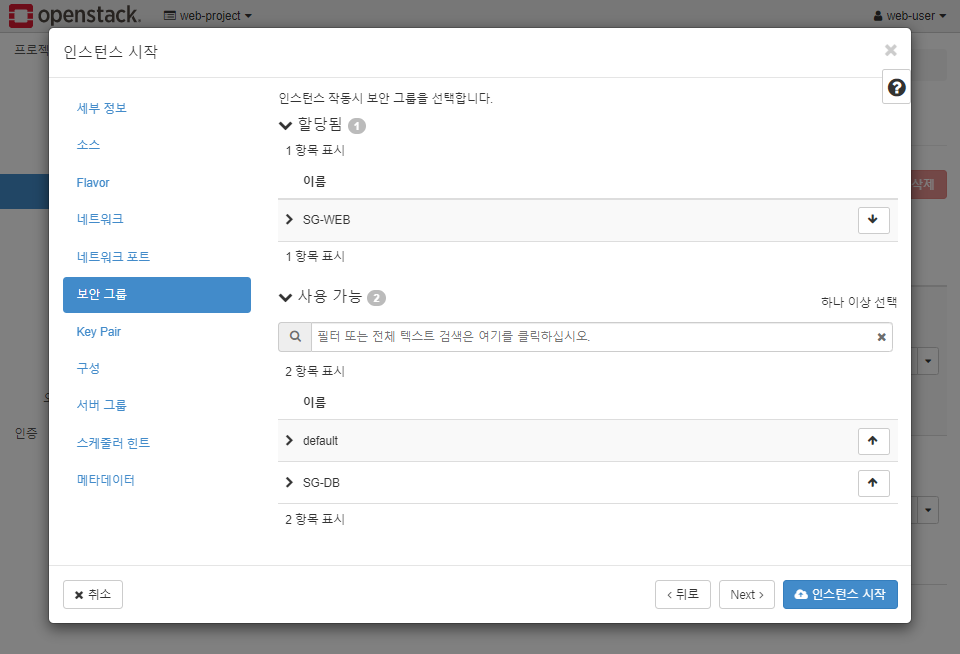 openstack. web-project web-user
프로젝
인스턴스 시작
세부 정보
소스
Flavor
네트워크
네트워크 포트
보안 그룹
Key Pair
구성
서버 그룹
스케줄러 힌트
메타데이터
인스턴스 작동시 보안 그룹을 선택합니다.
할당됨 1
1 항목 표시
이름
SG-WEB
1 항목 표시
사용 가능 2
하나 이상 선택
필터 또는 전체 텍스트 검색은 여기를 클릭하십시오.
2 항목 표시
이름
default
SG-DB
2 항목 표시
삭제
인증
취소
뒤로
Next
인스턴스 시작